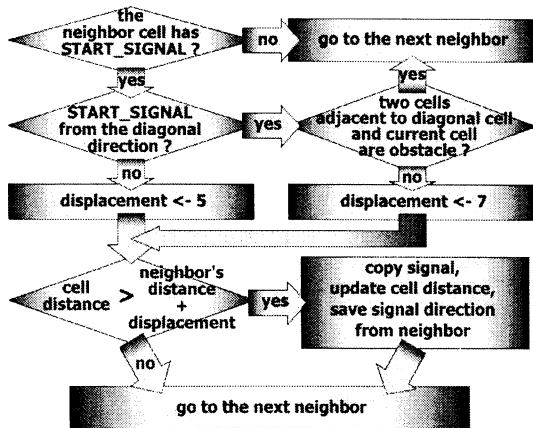 the
neighbor cell has
START_SIGNAL ?
no
go to the next neighbor
yes
yes
START_SIGNAL
from the diagonal
direction ?
yes
two cells
adjacent to diagonal cell
and current cell
are obstacle ?
no
no
displacement <- 5
displacement <- 7
cell
distance
>
neighbor's
distance
+
displacement
yes
copy signal,
update cell distance,
save signal direction
from neighbor
no
go to the next neighbor